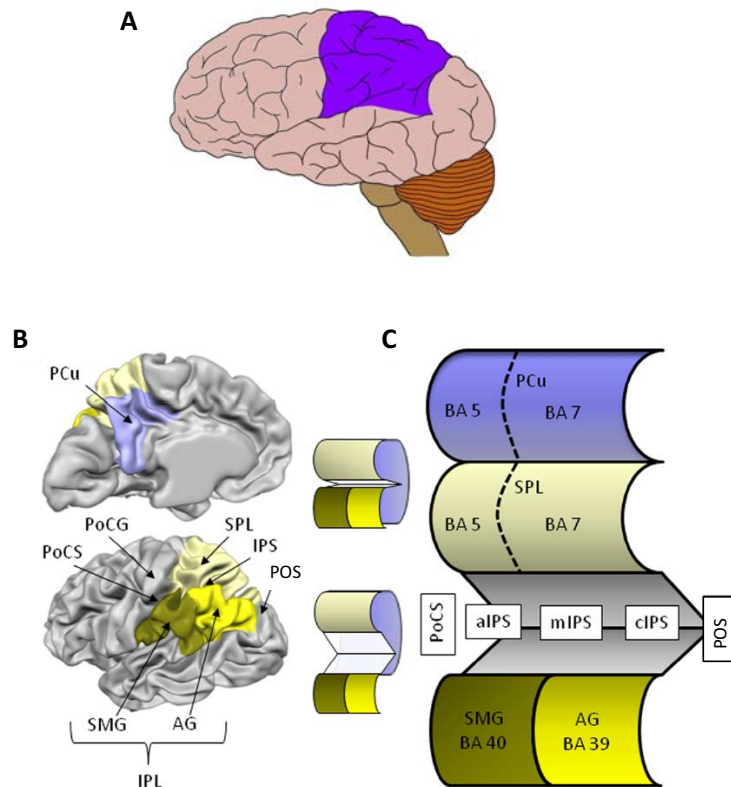 A
B
PCu
PoCG
SPL
PoCS
IPS
POS
SMG
AG
IPL
C
PCu
BA 5
BA 7
SPL
BA 5
BA 7
PoCS
aIPS
mIPS
cIPS
POS
SMG
BA 40
AG
BA 39